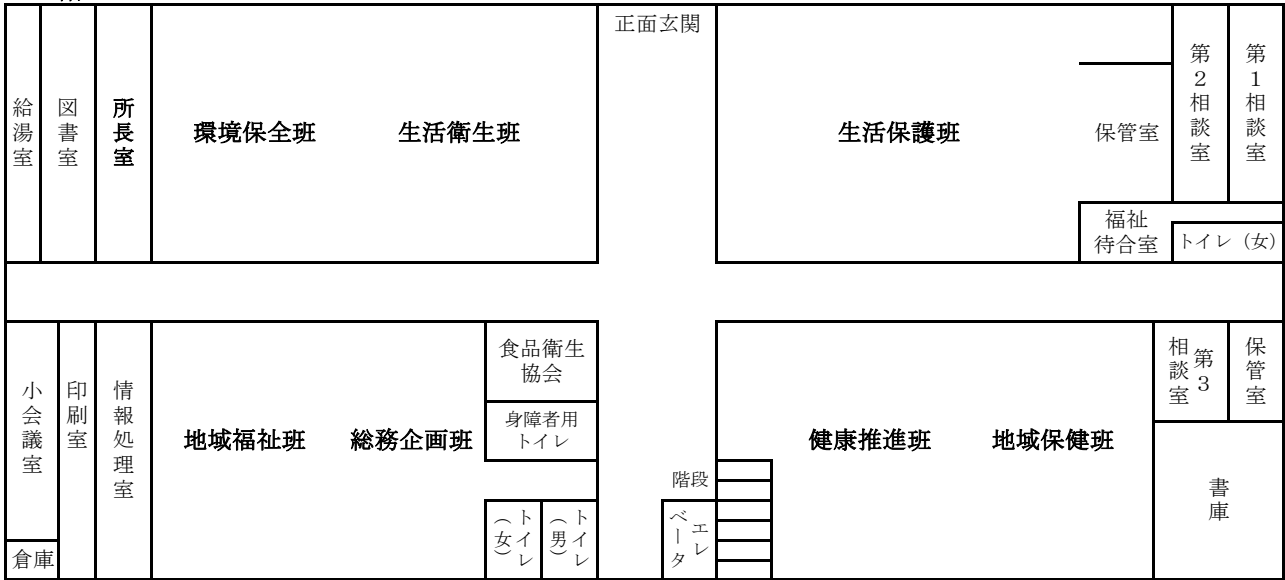 正面玄関
給湯室
図書室
所長室
環境保全班
生活衛生班
生活保護班
保管室
第2相談室
第1相談室
福祉
待合室
トイレ（女）
小会議室
倉庫
印刷室
情報処理室
地域福祉班
総務企画班
食品衛生
協会
身障者用
トイレ
トイレ
（女）
トイレ
（男）
階段
エレ
ベータ
健康推進班
地域保健班
第3
相談室
保管室
書庫